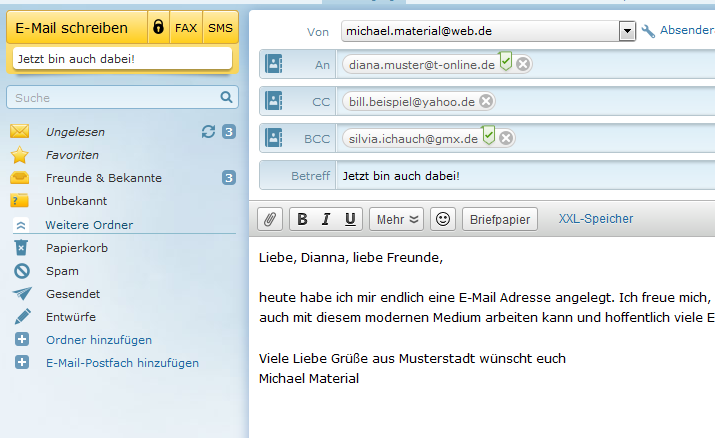 E-Mail schreiben FAX SMS
Jetzt bin auch dabei!
Suche
Ungelesen 3
Favoriten
Freunde & Bekannte 3
Unbekannt
Weitere Ordner
Papierkorb
Spam
Gesendet
Entwürfe
Ordner hinzufügen
E-Mail-Postfach hinzufügen
Von michael.material@web.de Absender
An diana.muster@t-online.de
CC bill.beispiel@yahoo.de
BCC silvia.ichauch@gmx.de
Betreff Jetzt bin auch dabei!
B I U Mehr Briefpapier XXL-Speicher
Liebe, Dianna, liebe Freunde,
heute habe ich mir endlich eine E-Mail Adresse angelegt. Ich freue mich,
auch mit diesem modernen Medium arbeiten kann und hoffentlich viele E
Viele Liebe Grüße aus Musterstadt wünscht euch
Michael Material